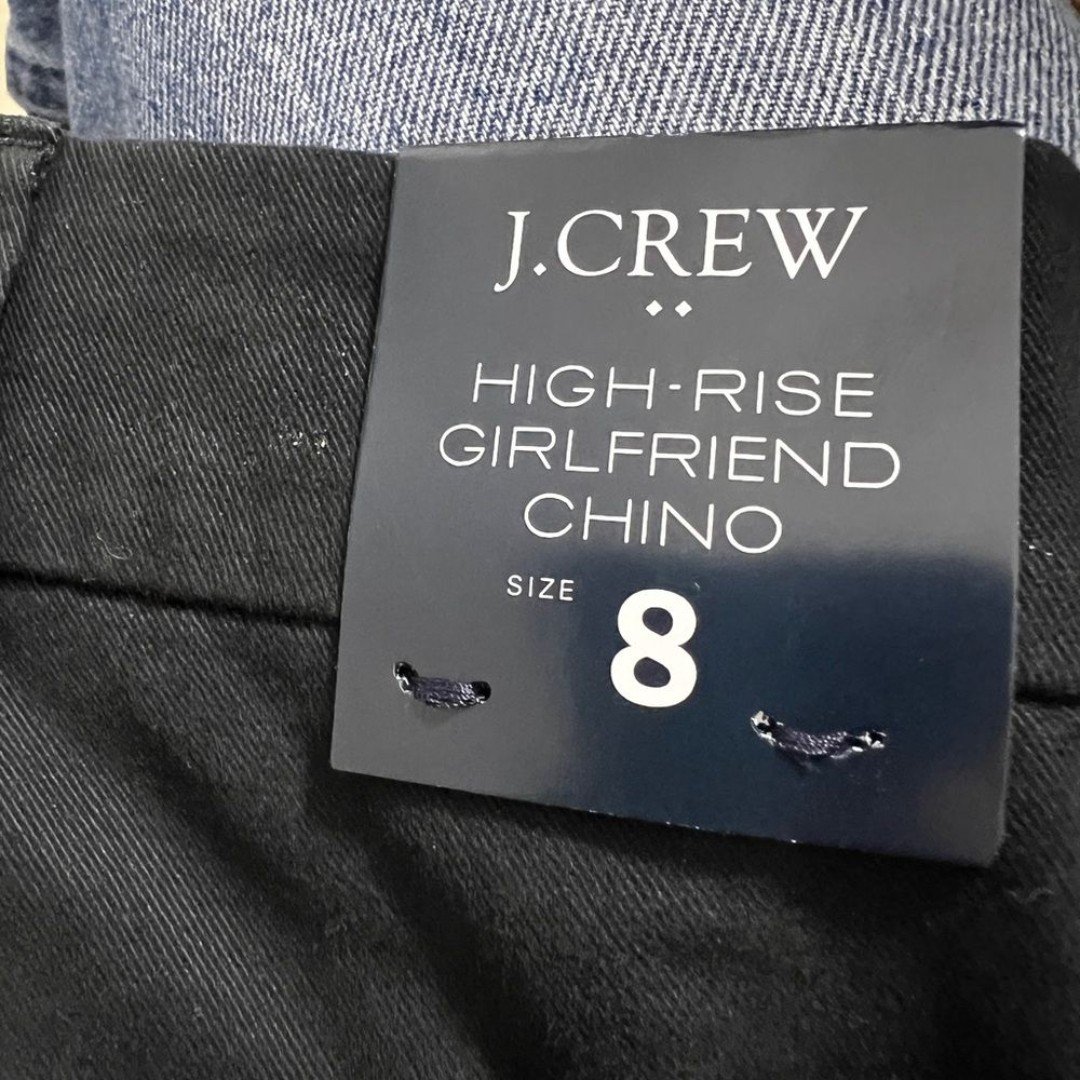 J.CREW
HIGH-RISE
GIRLFRIEND
CHINO
SIZE 8